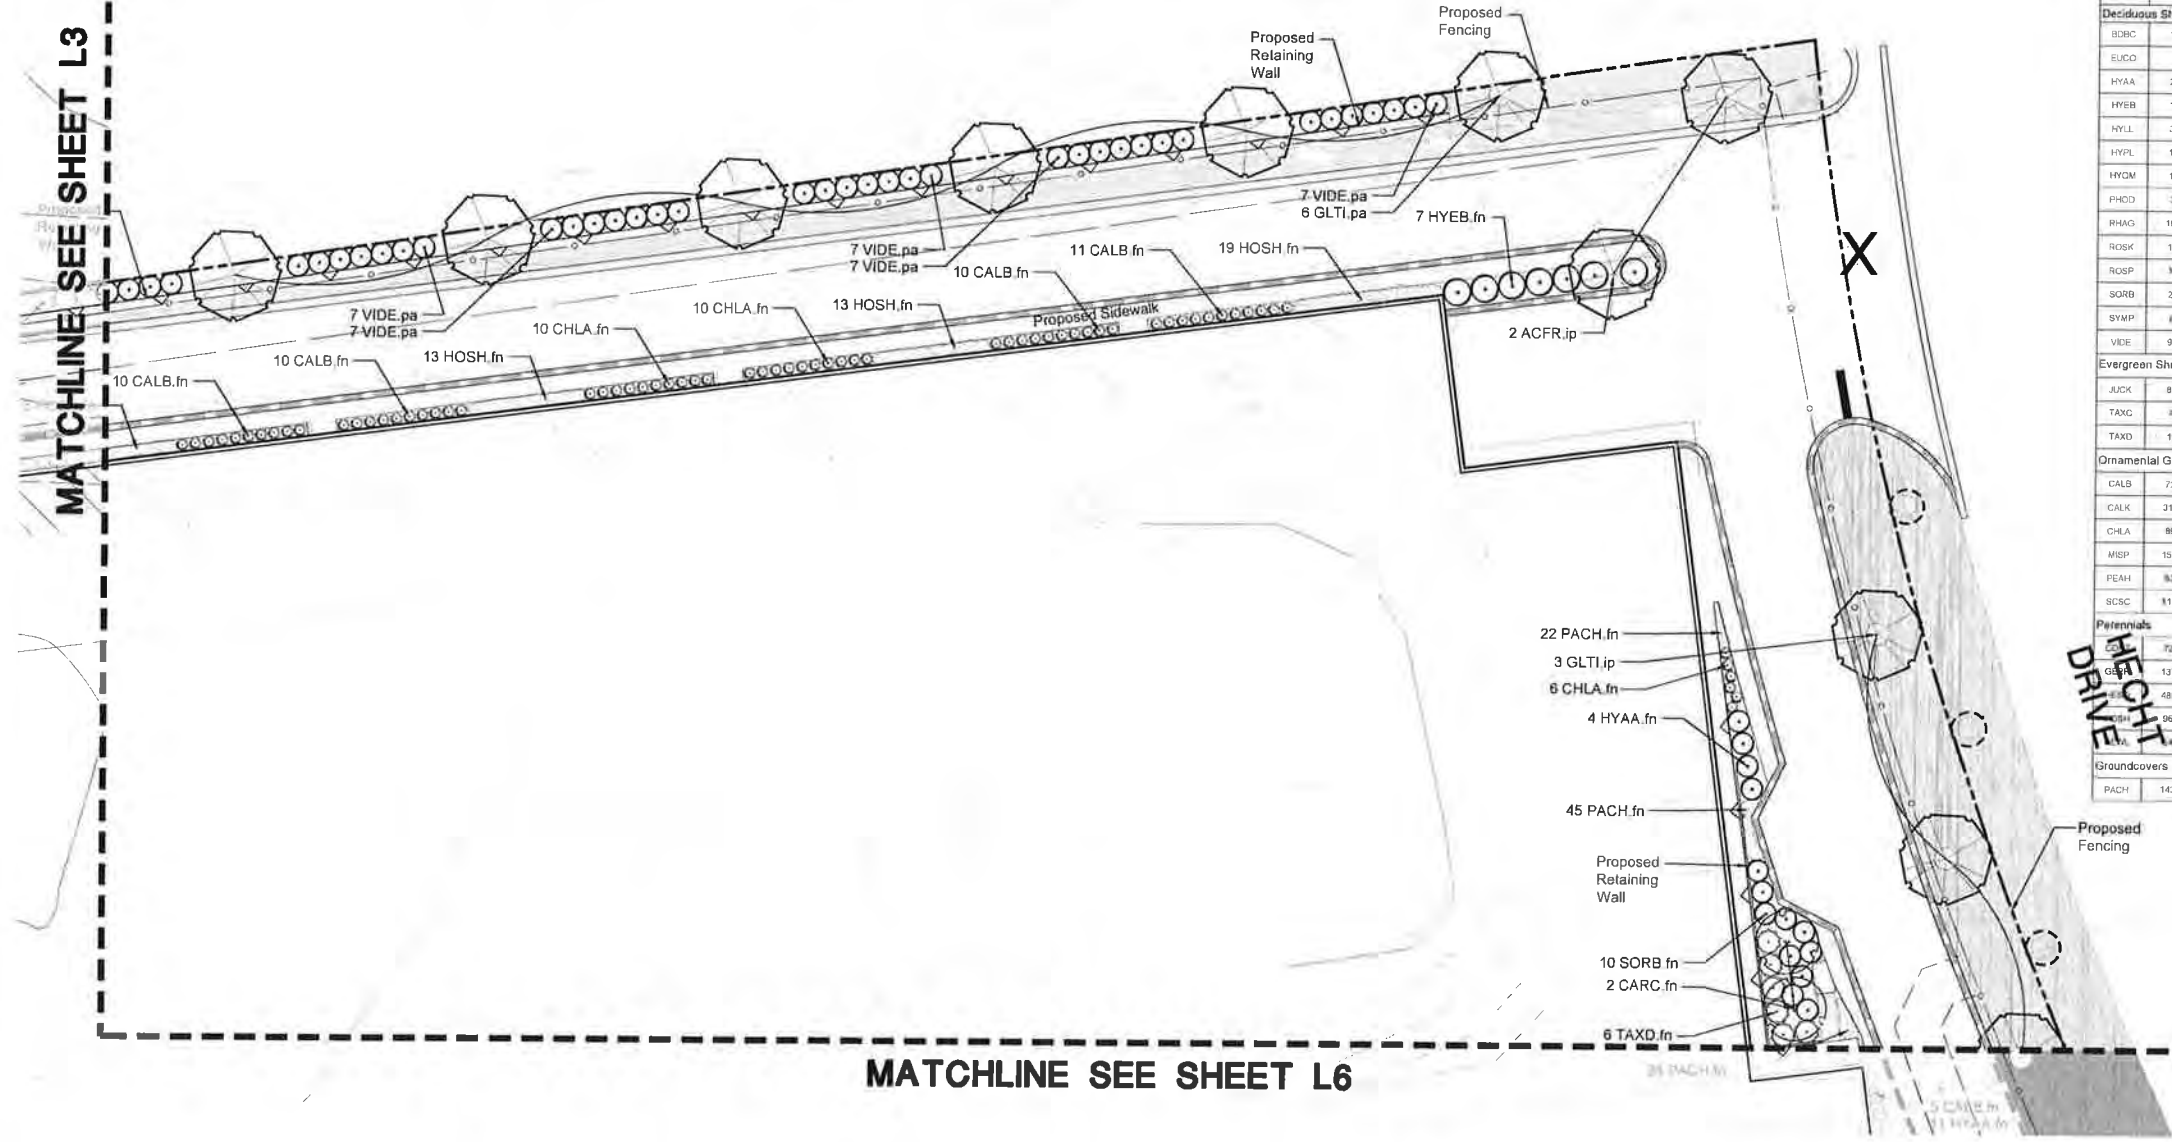 MATCHLINE SEE SHEET L3
Proposed
Retaining
Wall
Proposed
Fencing
7 VIDE.pa
6 GLTI.pa
7 HYEB.fn
7 VIDE.pa
7 VIDE.pa
11 CALB.fn
19 HOSH.fn
10 CALB.fn
7 VIDE.pa
7 VIDE.pa
10 CHLA.fn
13 HOSH.fn
Proposed Sidewalk
10 CHLA.fn
2 ACFR.ip
13 HOSH.fn
10 CALB.fn
10 CALB.fn
X
22 PACH.fn
3 GLTI.ip
6 CHLA.fn
4 HYAA.fn
45 PACH.fn
Proposed
Retaining
Wall
10 SORB.fn
2 CARC.fn
6 TAXD.fn
MATCHLINE SEE SHEET L6
HECHT
DRIVE
Proposed
Fencing
Deciduous
BDBC
EUCO
HYAA
HYEB
HYLL
HYPL
HYQM
PHOD
RHAG
ROSK
ROSP
SORB
SYMP
VIDE
Evergreen
JUCK
TAXC
TAXD
Ornamental
CALB
CALK
CHLA
MISP
PEAH
SCSC
Perennials
Groundcovers
PACH